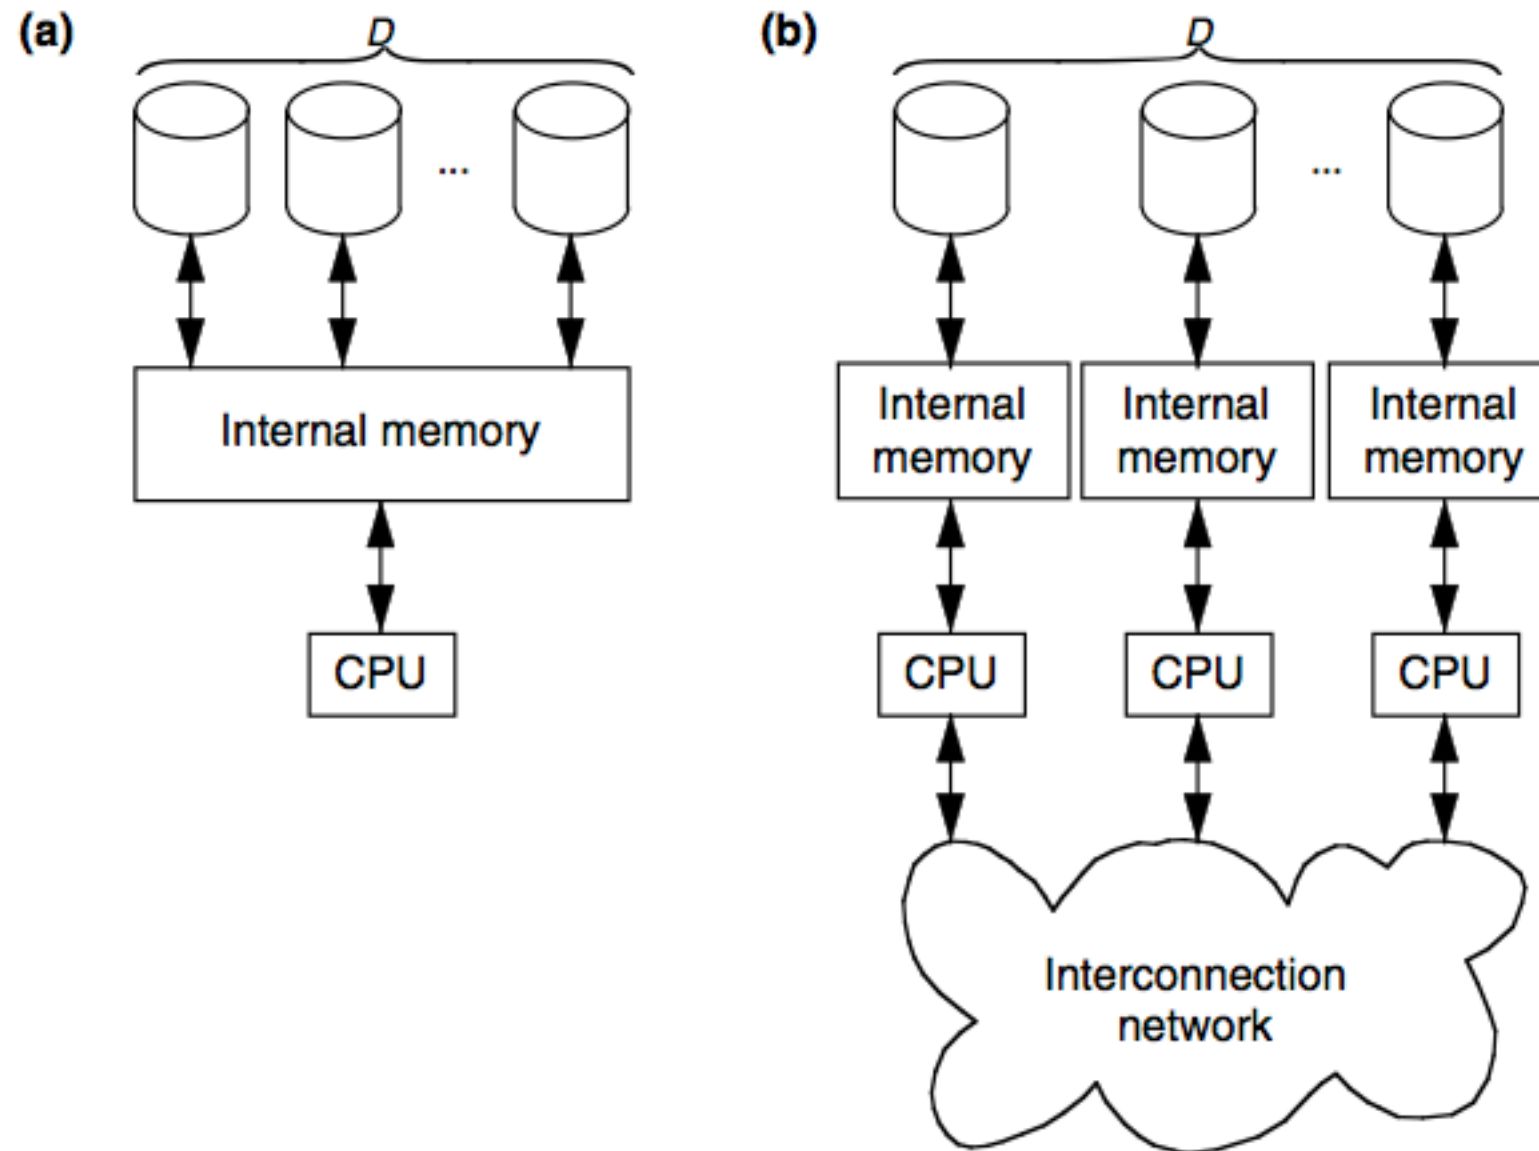 (a)
D
...
Internal memory
CPU
(b)
D
...
Internal
memory
Internal
memory
Internal
memory
CPU
CPU
CPU
Interconnection
network